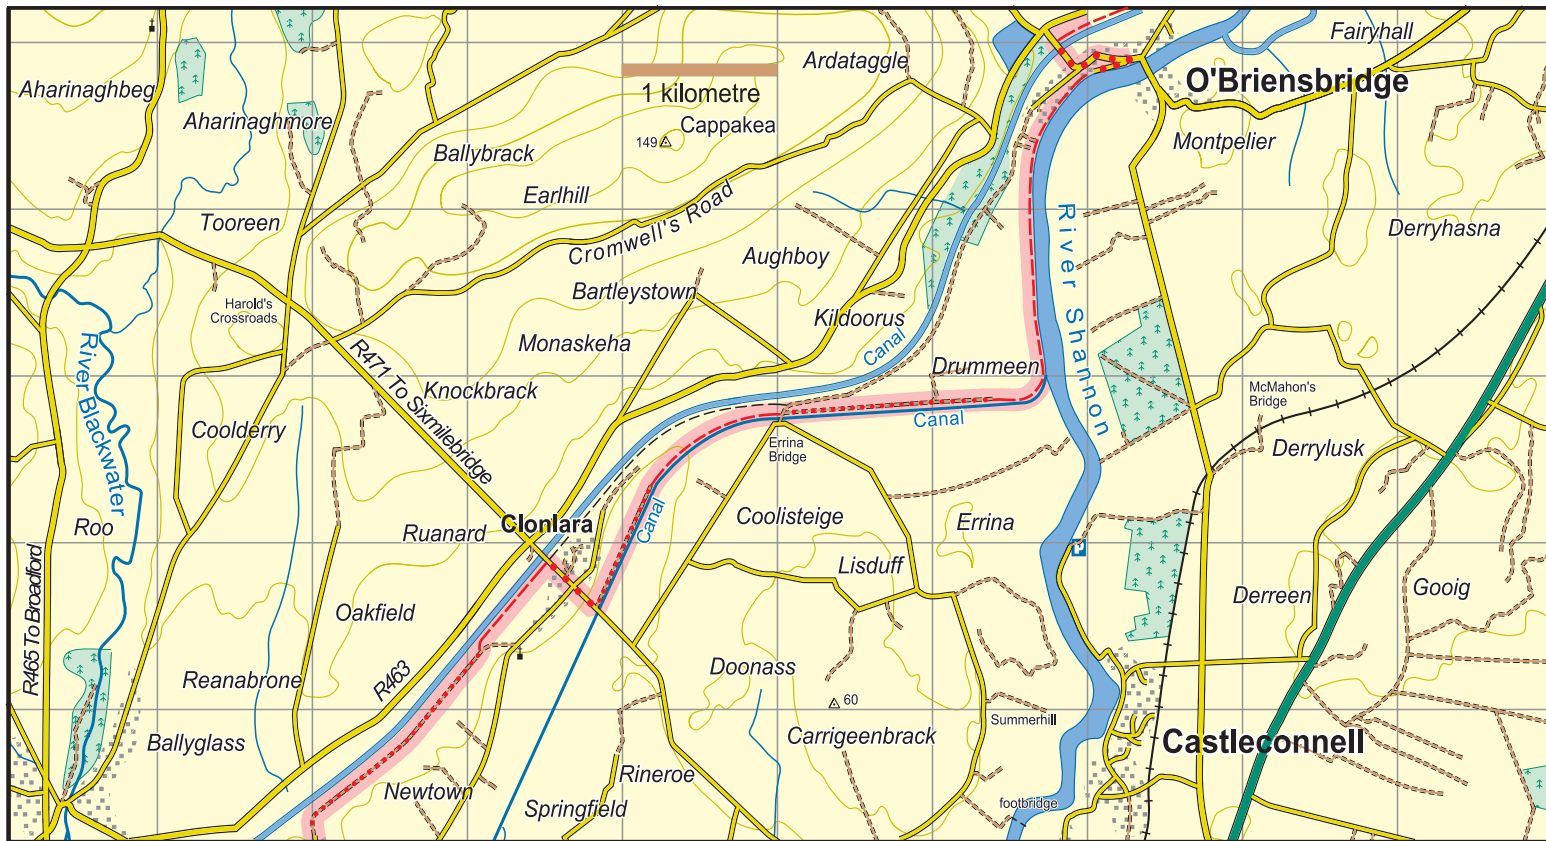 Fairyhall
Ardataggle
O'Briensbridge
Aharinaghbeg
1 kilometre
Aharinaghmore
Cappakea
149
Montpelier
Ballybrack
Earlhill
Tooreen
Cromwell's Road
River Shannon
Derryhasna
Aughboy
Bartleystown
Harold's
Crossroads
Kildoorus
Monaskeha
Canal
River Blackwater
R471 To Sixmilebridge
Drummeen
Knockbrack
McMahon's
Bridge
Canal
Coolderry
Errina
Bridge
Derrylusk
Roo
Ruanard
Clonlara
Canal
Coolisteige
Errina
P
Lisduff
R465 To Broadford
Oakfield
Derreen
Gooig
Reanabrone
R463
Doonass
60
Summerhill
Ballyglass
Carrigeenbrack
Castleconnell
Rineroe
Newtown
Springfield
footbridge